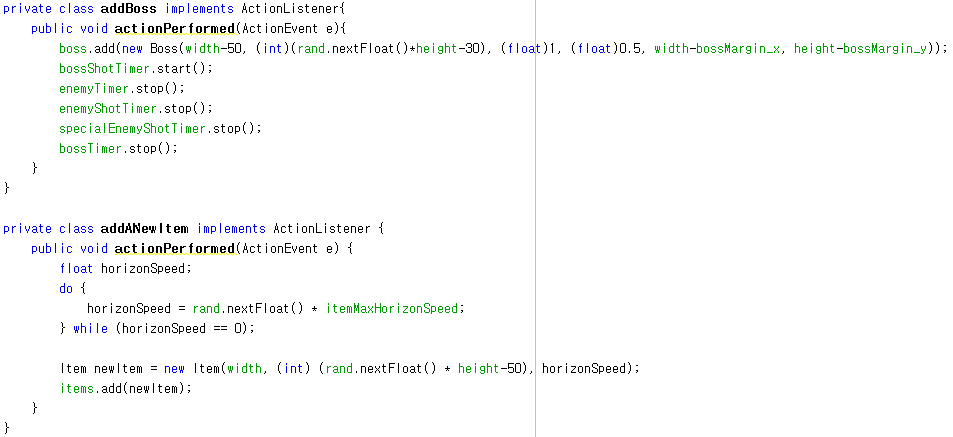 private class addBoss implements ActionListener{
    public void actionPerformed(ActionEvent e){
        boss.add(new Boss(width-50, (int)(rand.nextFloat()*height-30), (float)1, (float)0.5, width-bossMargin_x, height-bossMargin_y));
        bossShotTimer.start();
        enemyTimer.stop();
        enemyShotTimer.stop();
        specialEnemyShotTimer.stop();
        bossTimer.stop();
    }
}

private class addANewItem implements ActionListener {
    public void actionPerformed(ActionEvent e) {
        float horizonSpeed;
        do {
            horizonSpeed = rand.nextFloat() * itemMaxHorizonSpeed;
        } while (horizonSpeed == 0);

        Item newItem = new Item(width, (int) (rand.nextFloat() * height-50), horizonSpeed);
        items.add(newItem);
    }
}